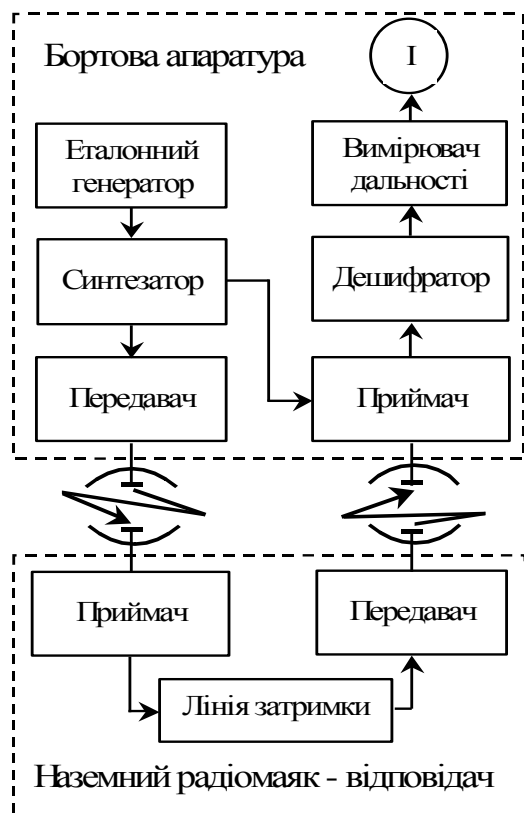 Бортова апаратура
І
Еталонний
генератор
Вимірювач
дальності
Синтезатор
Дешифратор
Передавач
Приймач
Приймач
Передавач
Лінія затримки
Наземний радіомаяк - відповідач